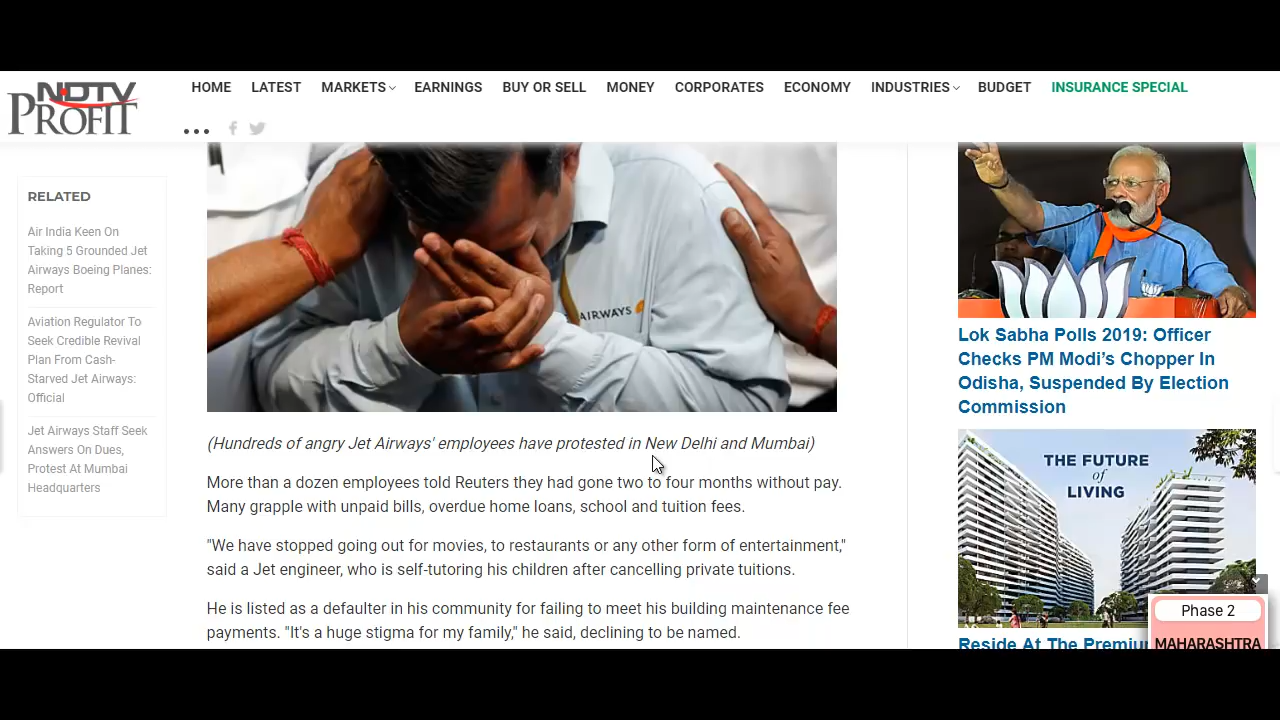 NDTV
PROFIT
HOME LATEST MARKETS EARNINGS BUY OR SELL MONEY CORPORATES ECONOMY INDUSTRIES BUDGET INSURANCE SPECIAL
RELATED
Air India Keen On
Taking 5 Grounded Jet
Airways Boeing Planes:
Report
Aviation Regulator To
Seek Credible Revival
Plan From Cash-
Starved Jet Airways:
Official
Jet Airways Staff Seek
Answers On Dues,
Protest At Mumbai
Headquarters
AIRWAYS
(Hundreds of angry Jet Airways' employees have protested in New Delhi and Mumbai)
More than a dozen employees told Reuters they had gone two to four months without pay.
Many grapple with unpaid bills, overdue home loans, school and tuition fees.
"We have stopped going out for movies, to restaurants or any other form of entertainment,"
said a Jet engineer, who is self-tutoring his children after cancelling private tuitions.
He is listed as a defaulter in his community for failing to meet his building maintenance fee
payments. "It's a huge stigma for my family," he said, declining to be named.
Lok Sabha Polls 2019: Officer
Checks PM Modi's Chopper In
Odisha, Suspended By Election
Commission
THE FUTURE
of
LIVING
Reside At The Premiu
Phase 2
MAHARASHTRA